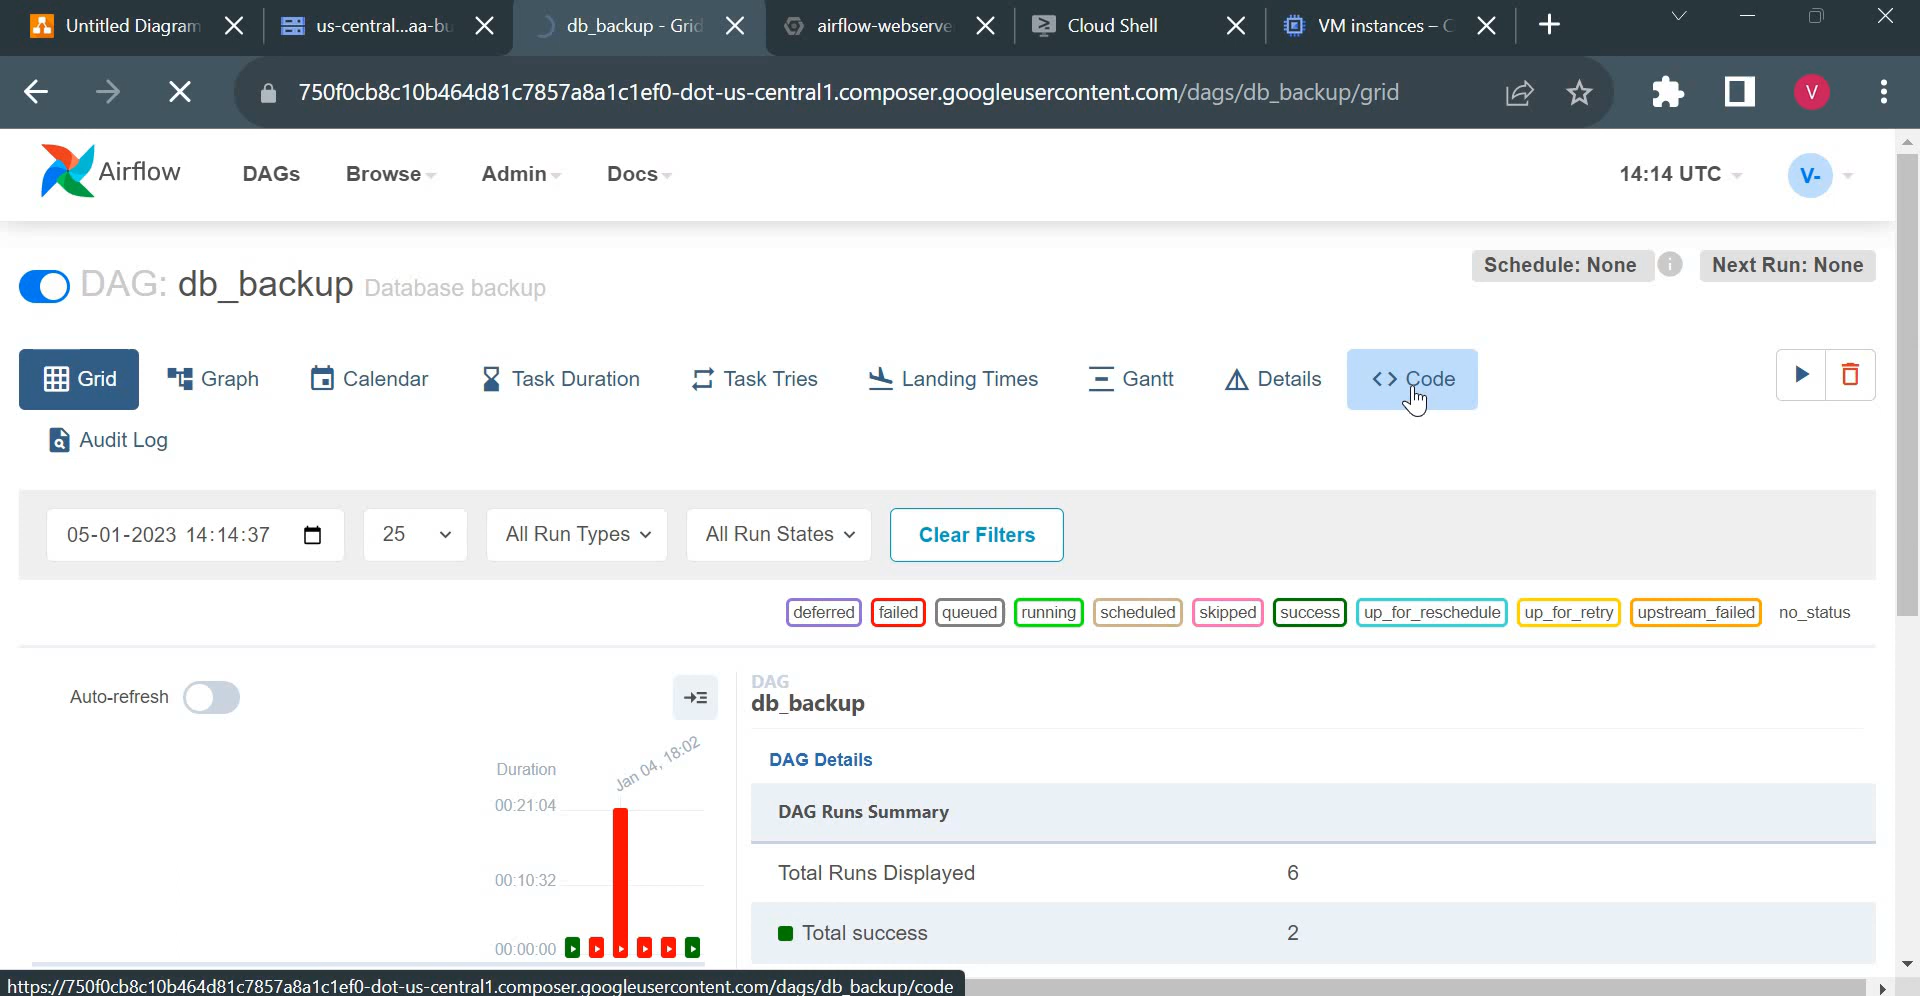 Untitled Diagram
us-central...aa-bu
db_backup - Grid
airflow-webserve
Cloud Shell
VM instances – C
750f0cb8c10b464d81c7857a8a1c1ef0-dot-us-central1.composer.googleusercontent.com/dags/db_backup/grid
V
Airflow
DAGs
Browse
Admin
Docs
14:14 UTC
V-
DAG: db_backup Database backup
Schedule: None
i
Next Run: None
Grid
Graph
Calendar
Task Duration
Task Tries
Landing Times
Gantt
Details
<> Code
Audit Log
05-01-2023 14:14:37
25
All Run Types
All Run States
Clear Filters
deferred
failed
queued
running
scheduled
skipped
success
up_for_reschedule
up_for_retry
upstream_failed
no_status
Auto-refresh
Jan 04, 18:02
Duration
00:21:04
00:10:32
00:00:00
DAG
db_backup
DAG Details
DAG Runs Summary
Total Runs Displayed 6
Total success 2
https://750f0cb8c10b464d81c7857a8a1c1ef0-dot-us-central1.composer.googleusercontent.com/dags/db_backup/code